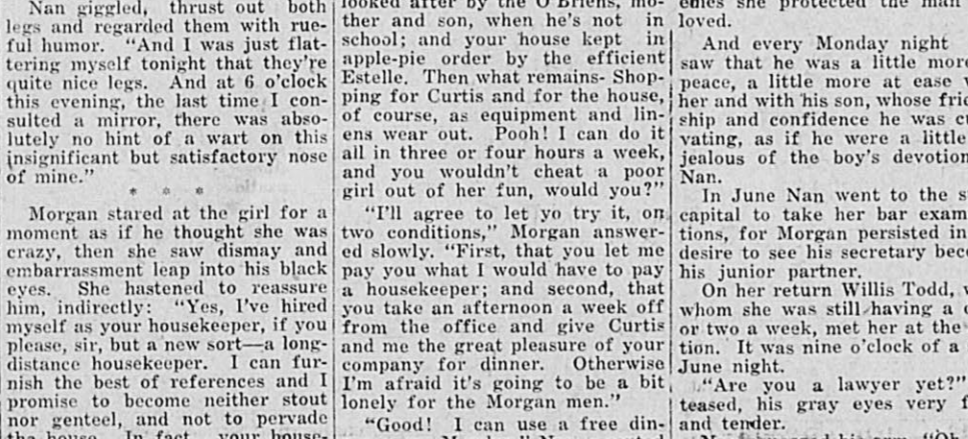 Nan giggled, thrust out both
legs and regarded them with rue-
ful humor. "And I was just flat-
tering myself tonight that they're
quite nice legs. And at 6 o'clock
this evening, the last time I con-
sulted a mirror, there was abso-
lutely no hint of a wart on this
insignificant but satisfactory nose
of mine."
* * *
Morgan stared at the girl for a
moment as if he thought she was
crazy, then she saw dismay and
embarrassment leap into his black
eyes. She hastened to reassure
him, indirectly: "Yes, I've hired
myself as your housekeeper, if you
please, sir, but a new sort—a long-
distance housekeeper. I can fur-
nish the best of references and I
promise to become neither stout
nor genteel, and not to pervade
the house. In fact, your house-
looked after by the O'Briens, mo-
ther and son, when he's not in
school; and your house kept in
apple-pie order by the efficient
Estelle. Then what remains- Shop-
ping for Curtis and for the house,
of course, as equipment and lin-
ens wear out. Pooh! I can do it
all in three or four hours a week,
and you wouldn't cheat a poor
girl out of her fun, would you?"
"I'll agree to let yo try it, on
two conditions," Morgan answer-
ed slowly. "First, that you let me
pay you what I would have to pay
a housekeeper; and second, that
you take an afternoon a week off
from the office and give Curtis
and me the great pleasure of your
company for dinner. Otherwise
I'm afraid it's going to be a bit
lonely for the Morgan men."
"Good! I can use a free din-
she protected the man
loved.
And every Monday night
saw that he was a little more
peace, a little more at ease
her and with his son, whose
ship and confidence he was
vating, as if he were a little
jealous of the boy's devotion
Nan.
In June Nan went to the
capital to take her bar
tions, for Morgan persisted in
desire to see his secretary
his junior partner.
On her return Willis Todd,
whom she was still having a
or two a week, met her at the
tion. It was nine o'clock of a
June night.
"Are you a lawyer yet?"
teased, his gray eyes very
and tender.